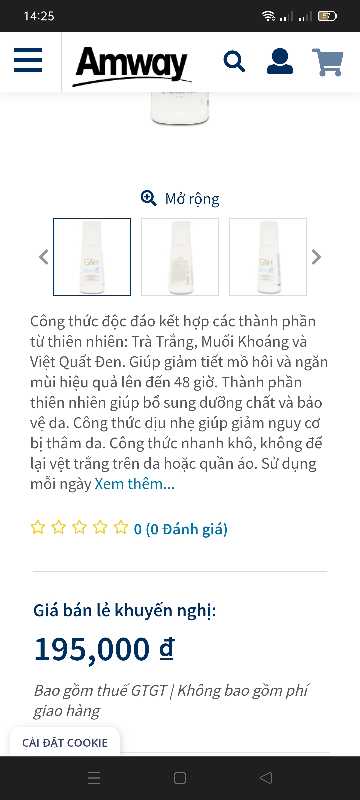 14:25
Amway
Mở rộng
G&H
G&H
Công thức độc đáo kết hợp các thành phần
từ thiên nhiên: Trà Trắng, Muối Khoáng và
Việt Quất Đen. Giúp giảm tiết mồ hôi và ngăn
mùi hiệu quả lên đến 48 giờ. Thành phần
thiên nhiên giúp bổ sung dưỡng chất và bảo
vệ da. Công thức dịu nhẹ giúp giảm nguy cơ
bị thâm da. Công thức nhanh khô, không để
lại vệt trắng trên da hoặc quần áo. Sử dụng
mỗi ngày Xem thêm...
0 (0 Đánh giá)
Giá bán lẻ khuyến nghị:
195,000 ₫
Bao gồm thuế GTGT | Không bao gồm phí
giao hàng
CÀI ĐẶT COOKIE